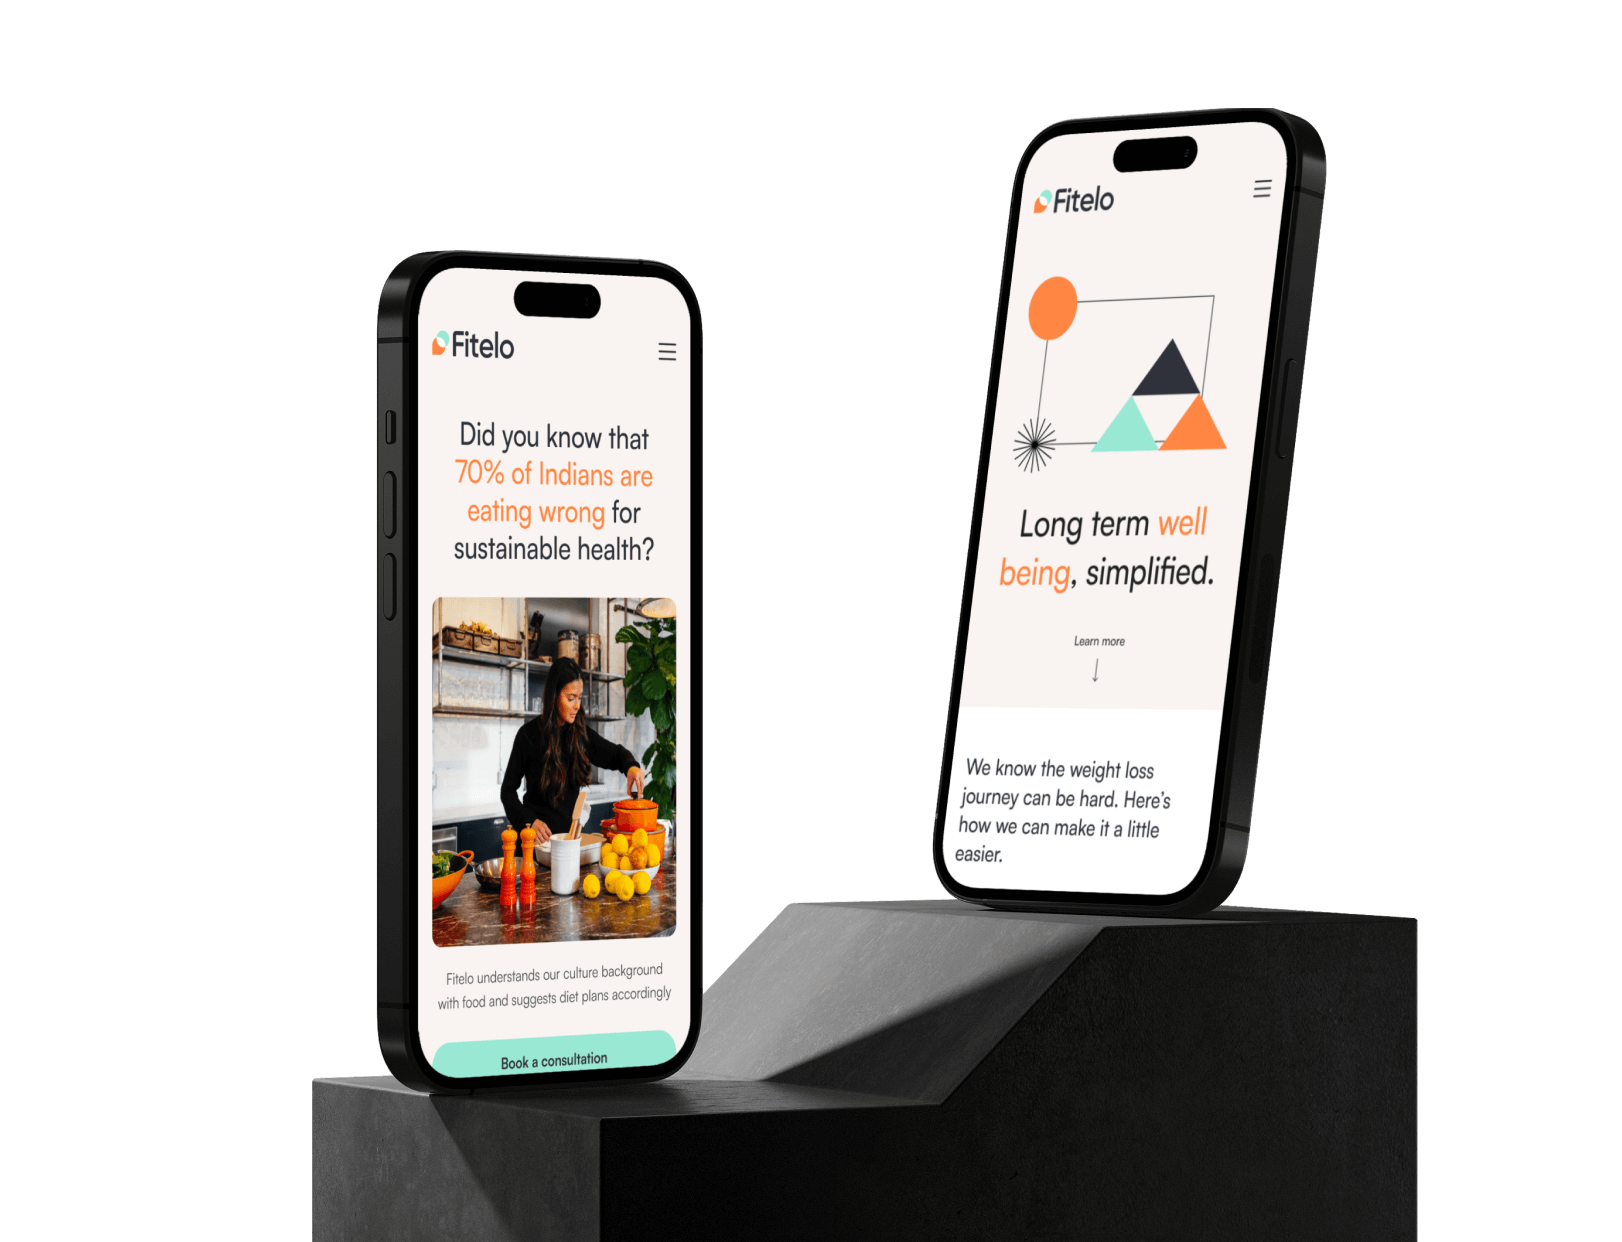 Fitelo
Did you know that
70% of Indians are
eating wrong for
sustainable health?
Fitelo understands our culture background
with food and suggests diet plans accordingly
Book a consultation
Fitelo
Long term well
being, simplified.
Learn more
We know the weight loss
journey can be hard. Here's
how we can make it a little
easier.